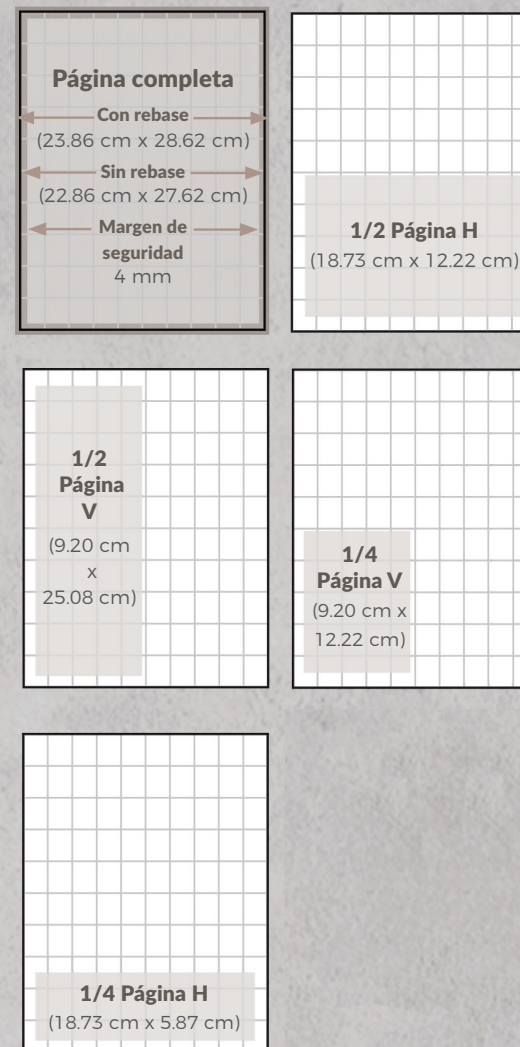 Página completa
Con rebase
(23.86 cm x 28.62 cm)
Sin rebase
(22.86 cm x 27.62 cm)
Margen de
seguridad
4 mm
1/2 Página H
(18.73 cm x 12.22 cm)
1/2
Página
V
(9.20 cm
x
25.08 cm)
1/4
Página V
(9.20 cm x
12.22 cm)
1/4 Página H
(18.73 cm x 5.87 cm)